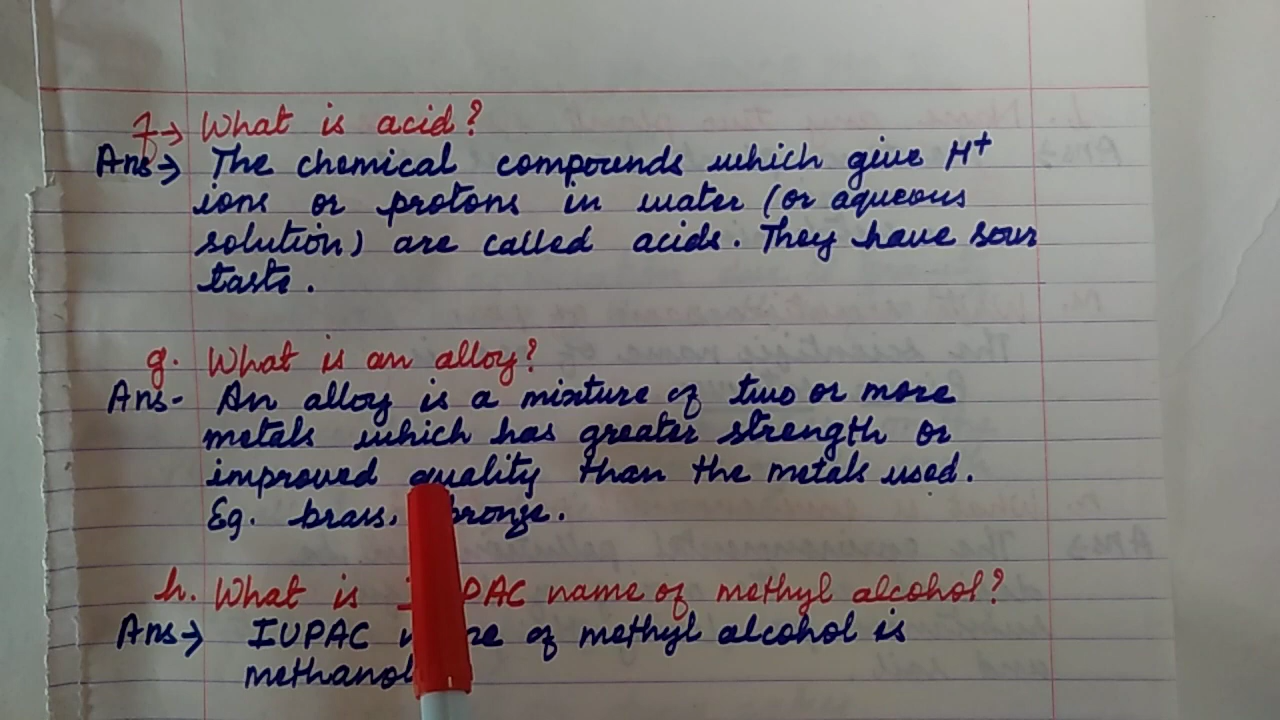 f→ What is acid?
Ans→ The chemical compounds which give H+
ions or protons in water (or aqueous
solution) are called acids. They have sour
taste.
g. What is an alloy?
Ans- An alloy is a mixture of two or more
metals which has greater strength or
improved quality than the metals used.
Eg. brass, bronze.
h. What is PAC name of methyl alcohol?
Ans→ IUPAC of methyl alcohol is
methanol